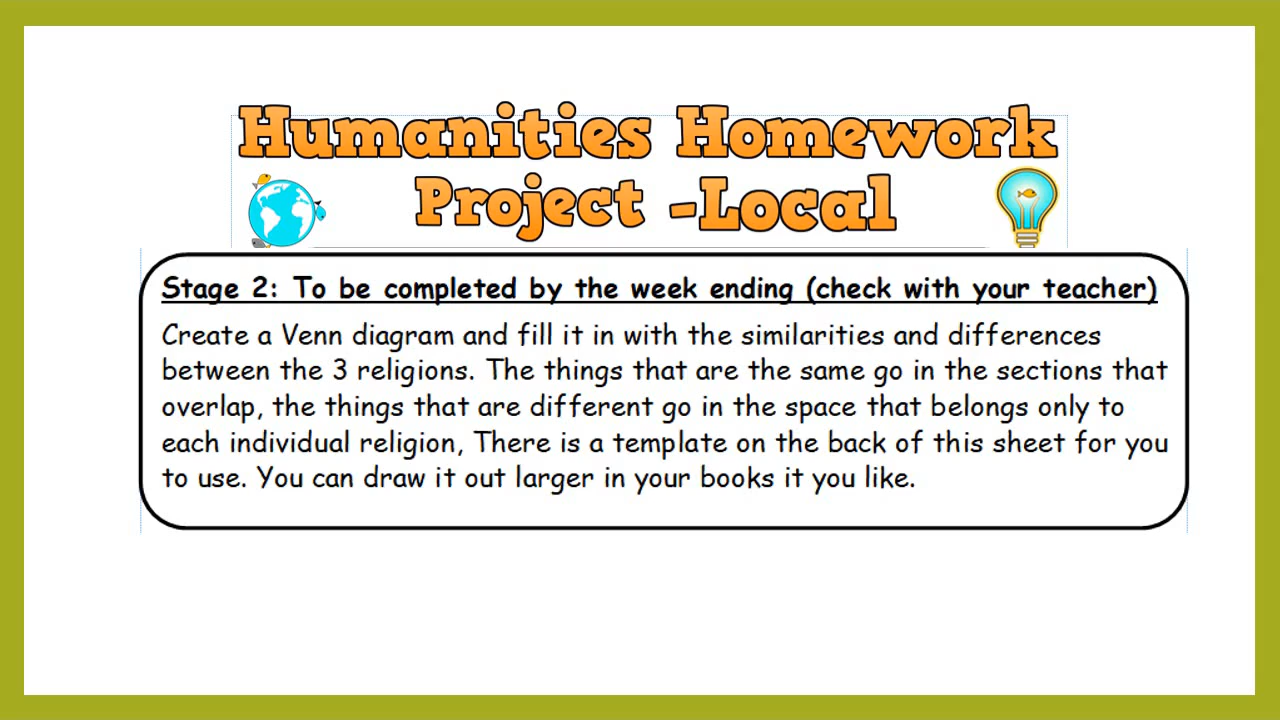 Humanities Homework
Project -Local
Stage 2: To be completed by the week ending (check with your teacher)
Create a Venn diagram and fill it in with the similarities and differences
between the 3 religions. The things that are the same go in the sections that
overlap, the things that are different go in the space that belongs only to
each individual religion, There is a template on the back of this sheet for you
to use. You can draw it out larger in your books it you like.